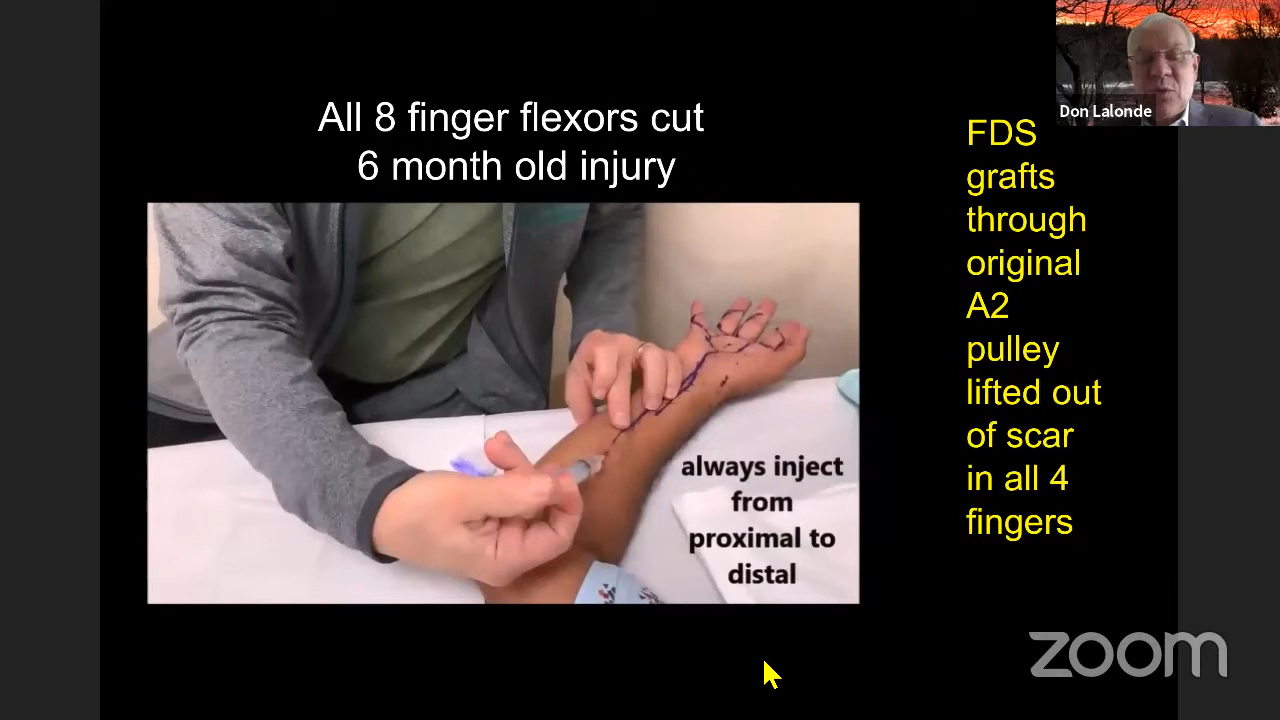 All 8 finger flexors cut
6 month old injury
always inject
from
proximal to
distal
Don Lalonde
FDS
grafts
through
original
A2
pulley
lifted out
of scar
in all 4
fingers
zoom